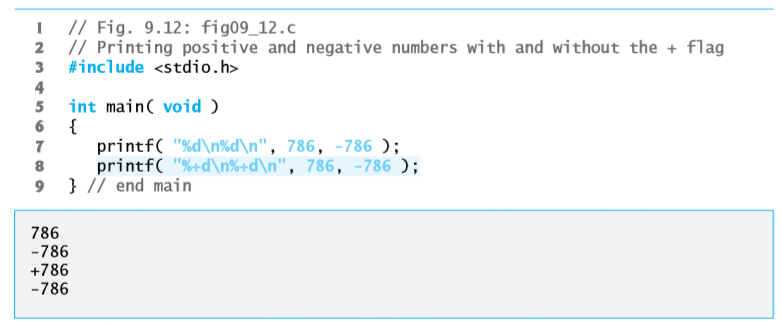 1 // Fig. 9.12: fig09_12.c
2 // Printing positive and negative numbers with and without the + flag
3 #include <stdio.h>
4
5 int main( void )
6 {
7 printf( "%d\n%d\n", 786, -786 );
8 printf( "%+d\n%+d\n", 786, -786 );
9 } // end main
786
-786
+786
-786